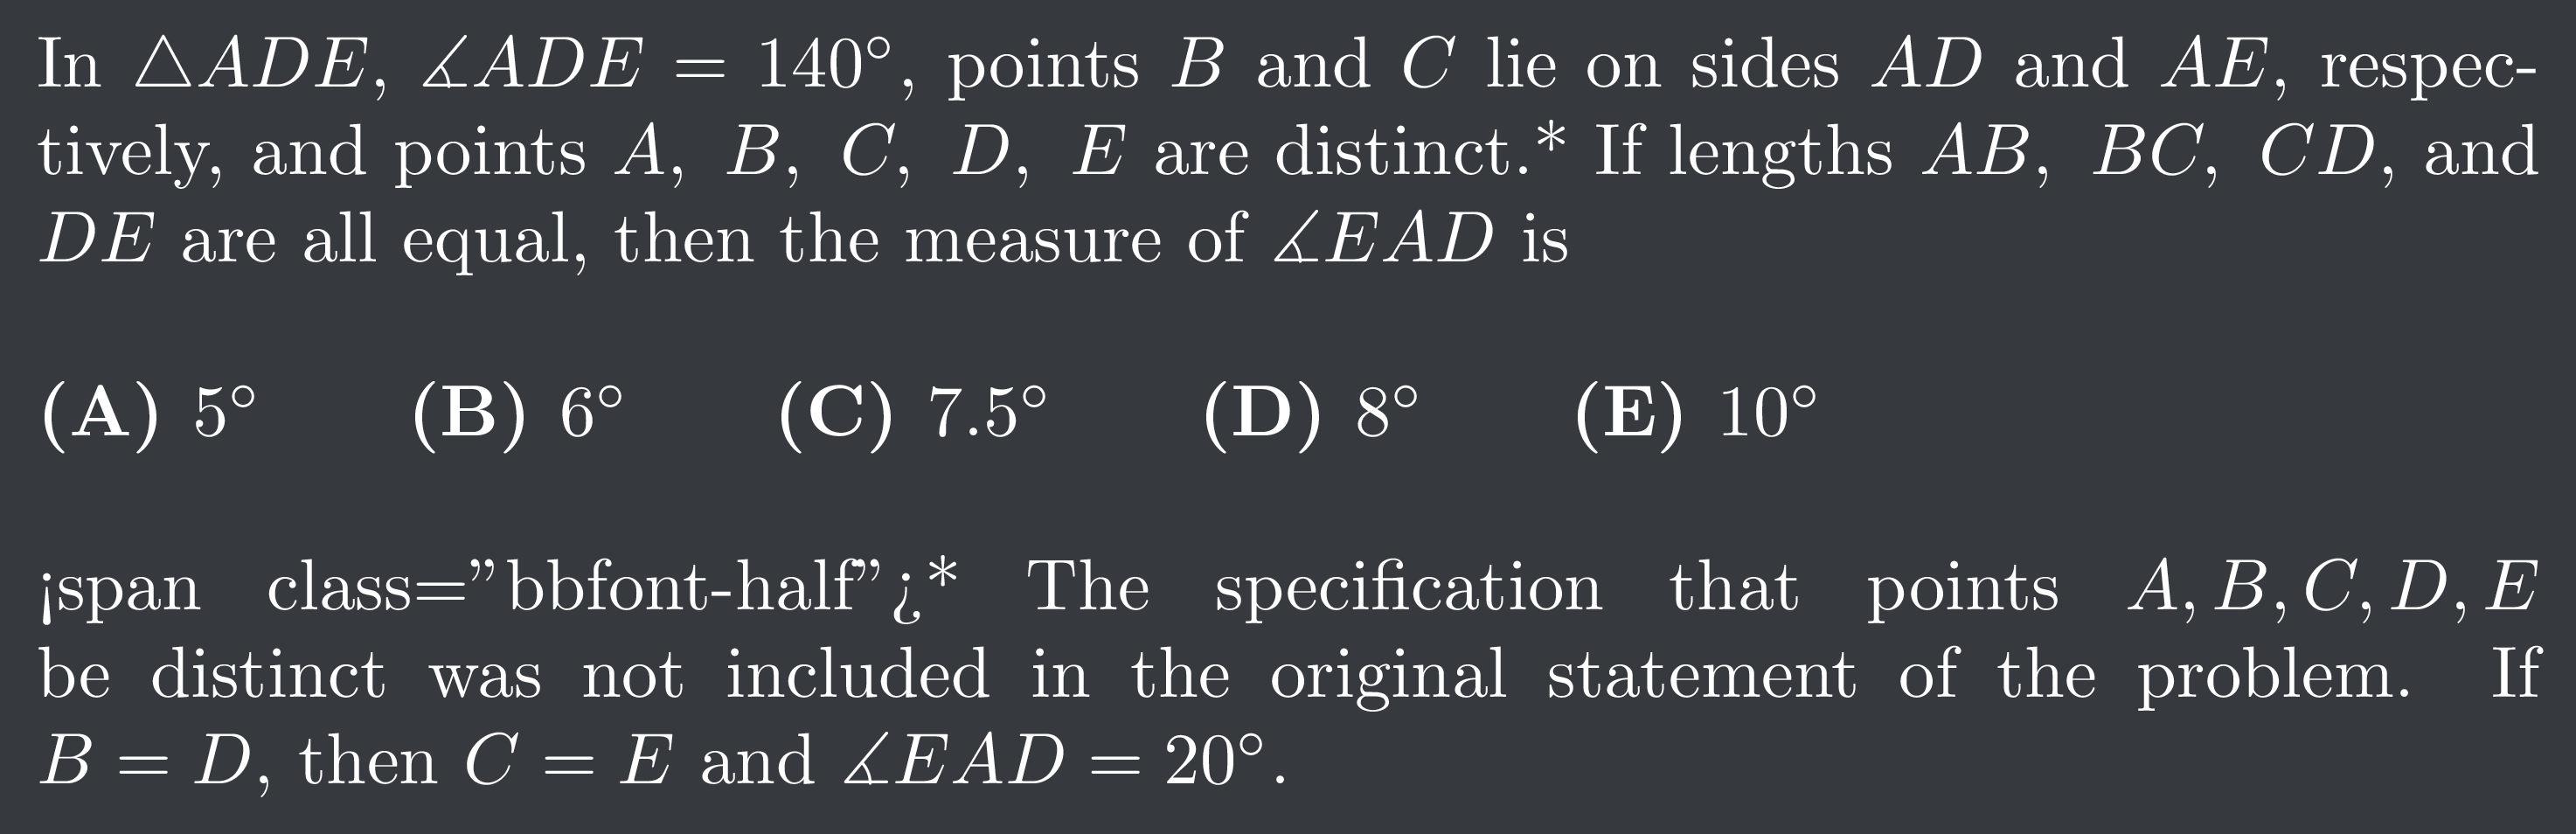 In △ADE, ∡ADE = 140°, points B and C lie on sides AD and AE, respec-
tively, and points A, B, C, D, E are distinct.* If lengths AB, BC, CD, and
DE are all equal, then the measure of ∡EAD is
(A) 5° (B) 6° (C) 7.5° (D) 8° (E) 10°
¡span class=”bbfont-half”¿* The specification that points A, B, C, D, E
be distinct was not included in the original statement of the problem. If
B = D, then C = E and ∡EAD = 20°.